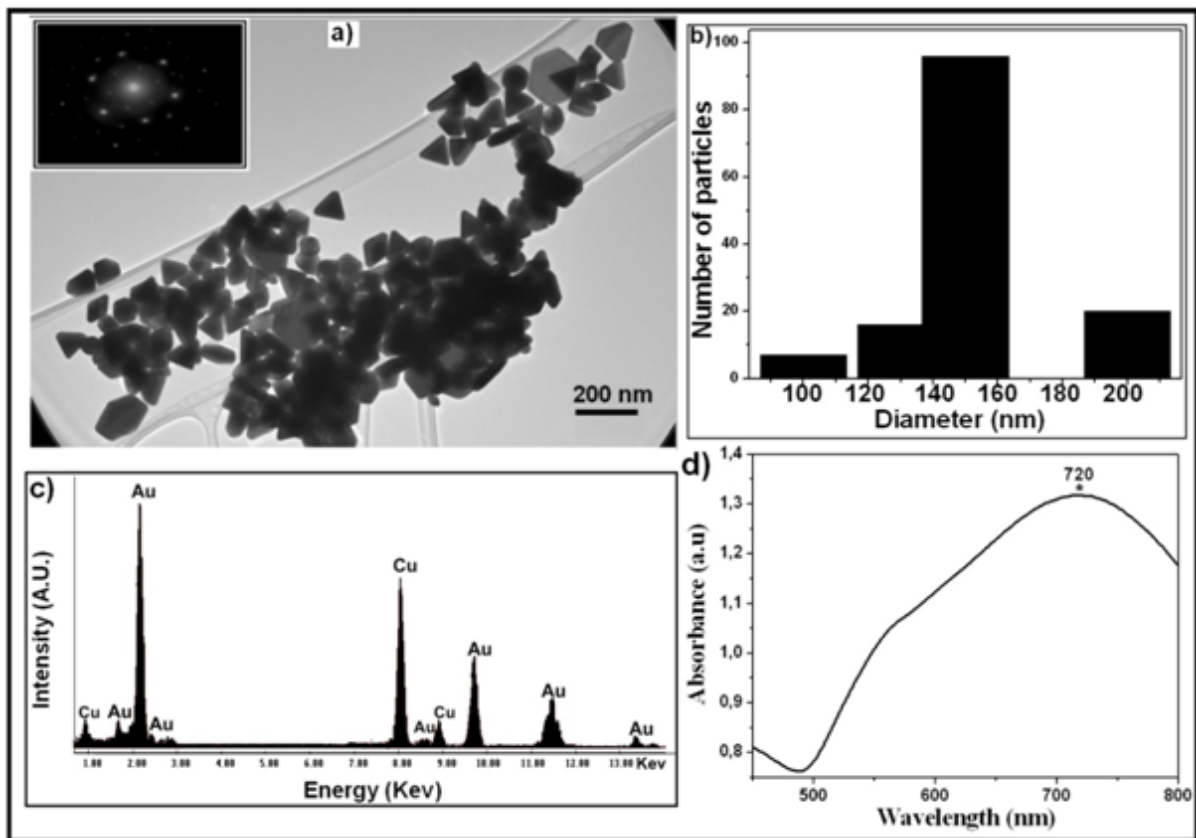 a)
200 nm
b)
Number of particles
100
80
60
40
20
0
100 120 140 160 180 200
Diameter (nm)
c)
Intensity (A.U.)
Cu Au Au Au Cu Au Cu Au Au Au
1.00 2.00 3.00 4.00 5.00 6.00 7.00 8.00 9.00 10.00 11.00 12.00 13.00 Kev
Energy (Kev)
d)
Absorbance (a.u)
1,4
1,3
1,2
1,1
1,0
0,9
0,8
720
*
500 600 700 800
Wavelength (nm)